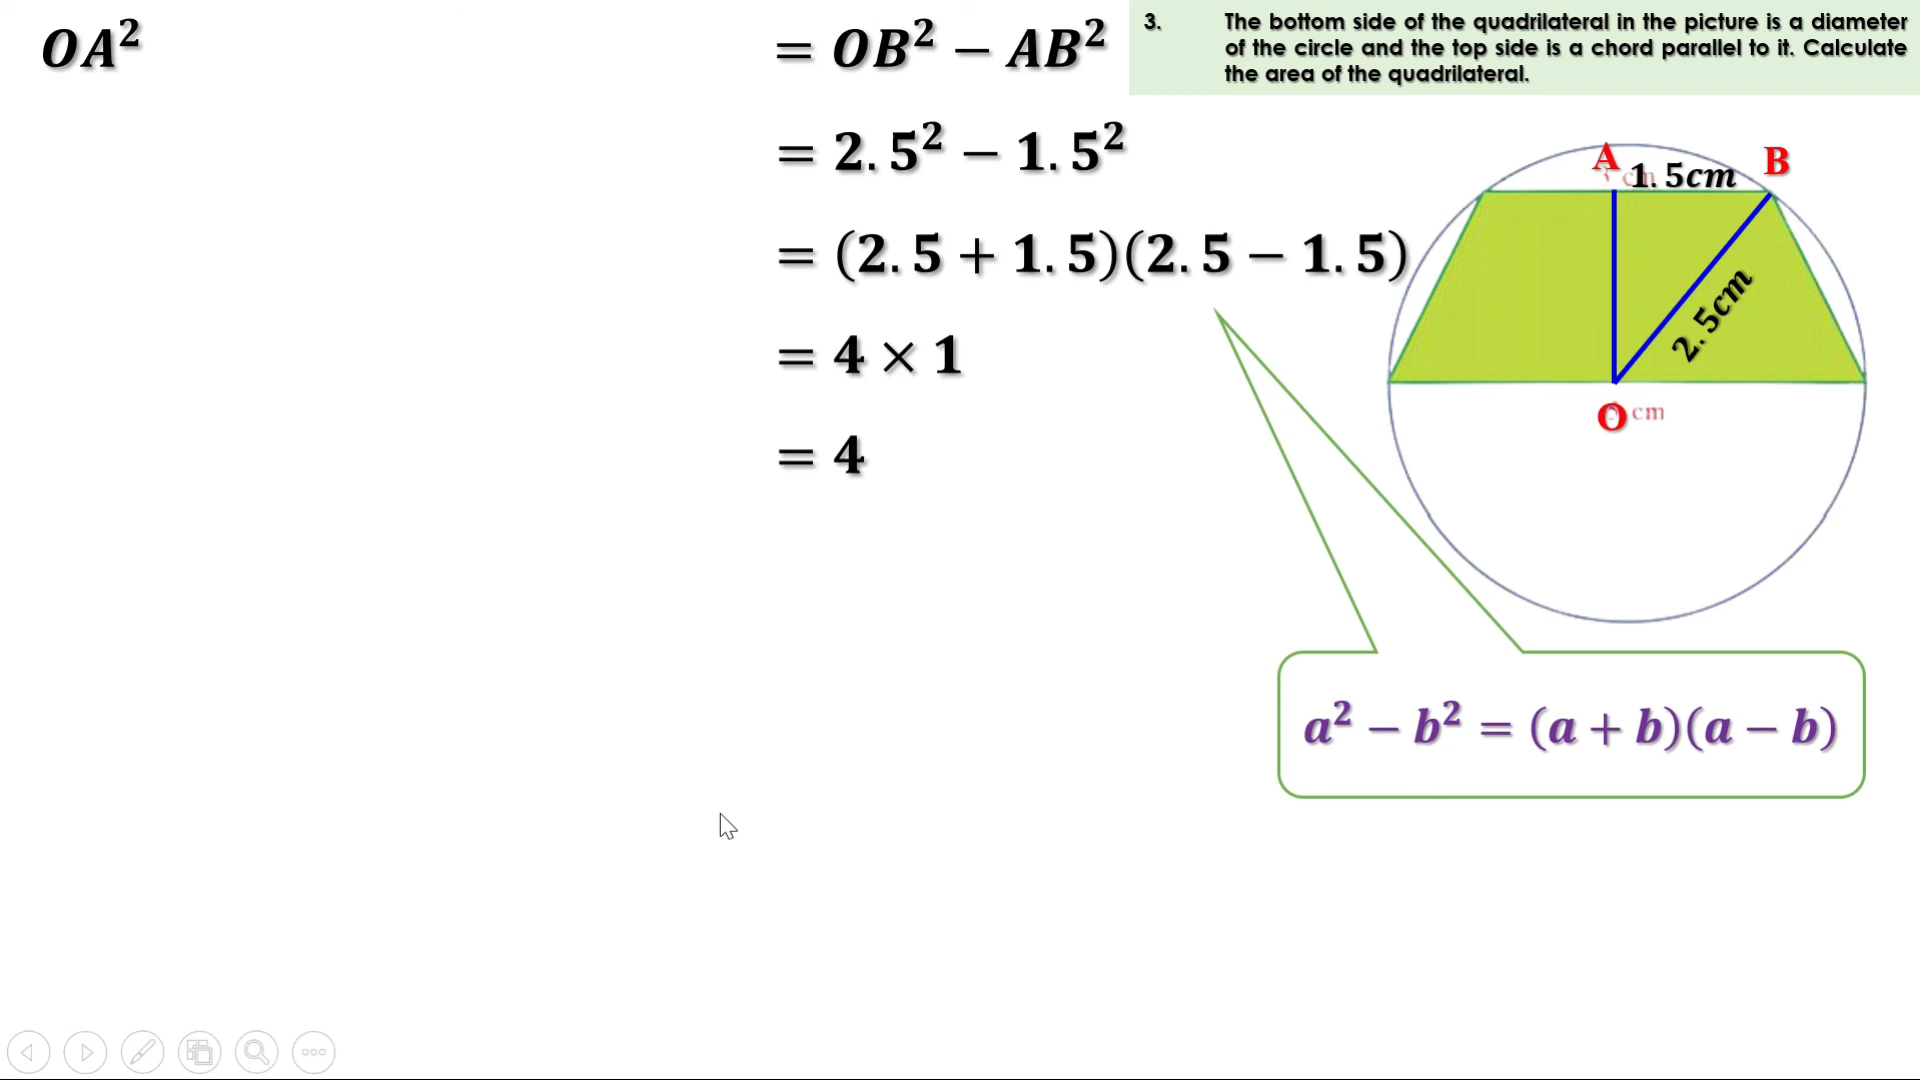 OA² = OB² − AB²
3. The bottom side of the quadrilateral in the picture is a diameter
of the circle and the top side is a chord parallel to it. Calculate
the area of the quadrilateral.
= 2.5² − 1.5²
= (2.5 + 1.5)(2.5 − 1.5)
= 4 × 1
= 4
A
1.5cm
B
2.5cm
O
cm
a² − b² = (a + b)(a − b)